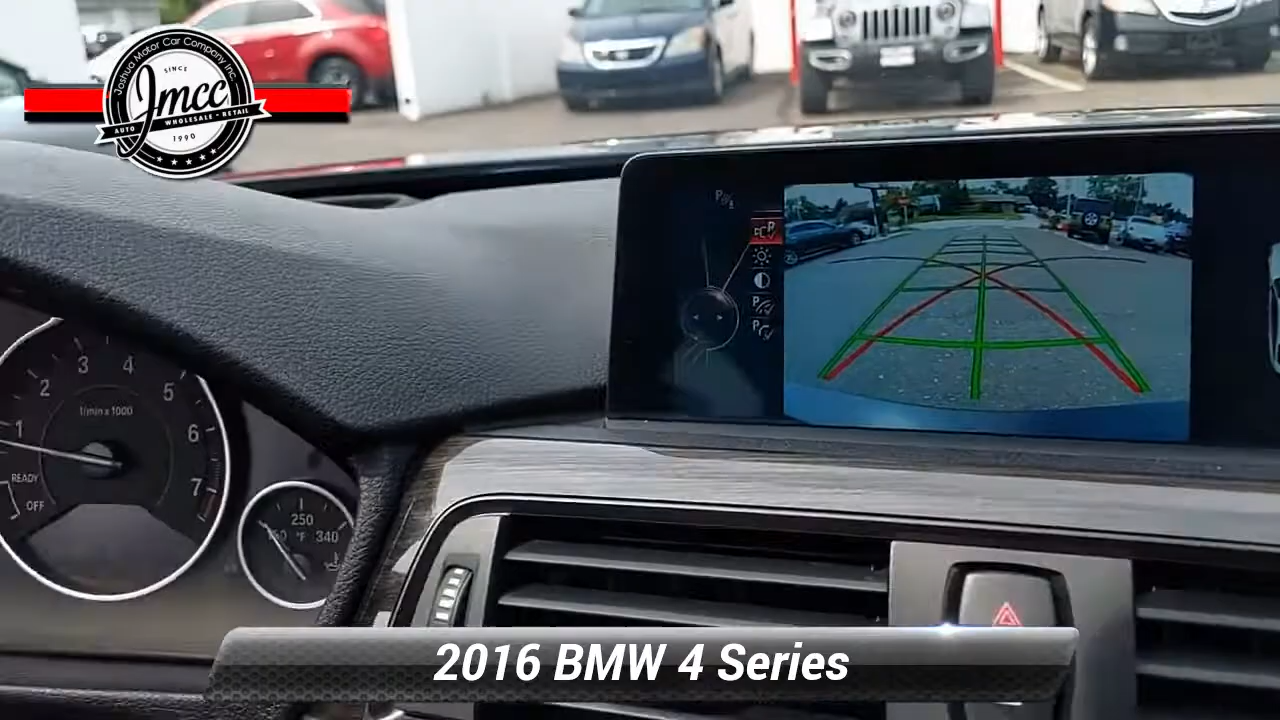 Joshua Motor Car Company Inc.
SINCE
Jmcc
AUTO WHOLESALE - RETAIL
1990
P
P
P
P
1/min x 1000
1
2
3
4
5
6
7
READY
OFF
250
°F 340
2016 BMW 4 Series